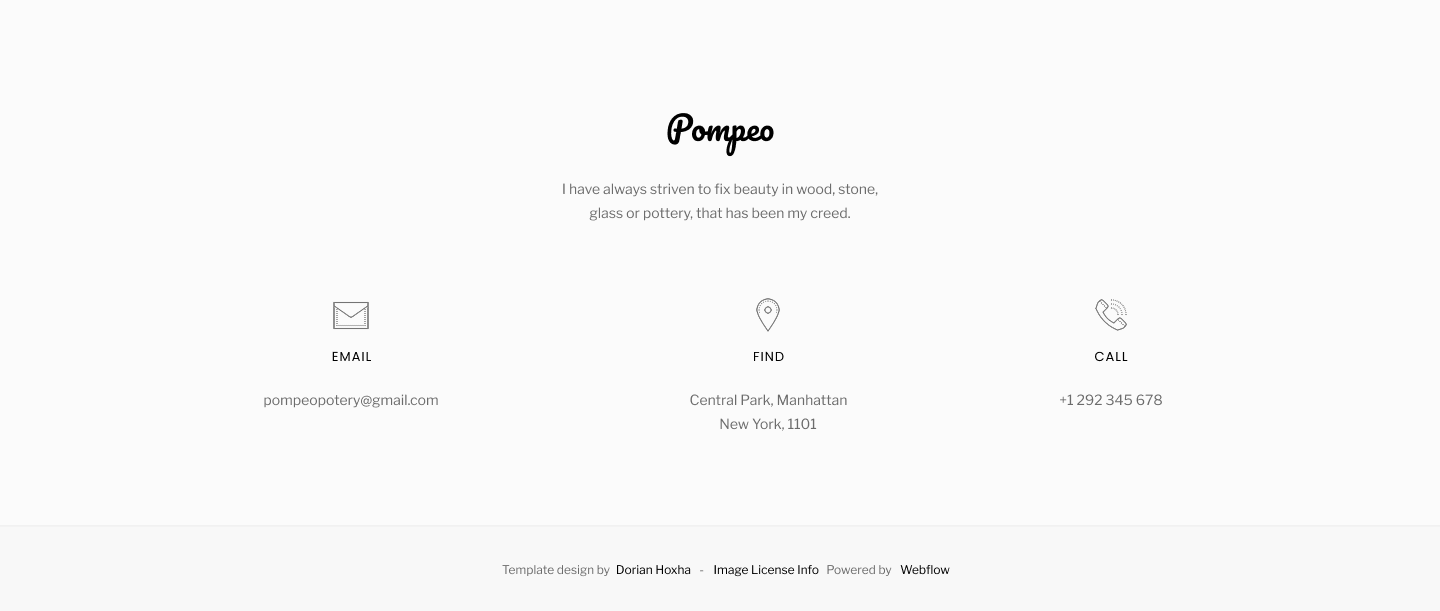 Pompeo
I have always striven to fix beauty in wood, stone,
glass or pottery, that has been my creed.
EMAIL
pompeopotery@gmail.com
FIND
Central Park, Manhattan
New York, 1101
CALL
+1 292 345 678
Template design by Dorian Hoxha - Image License Info Powered by Webflow